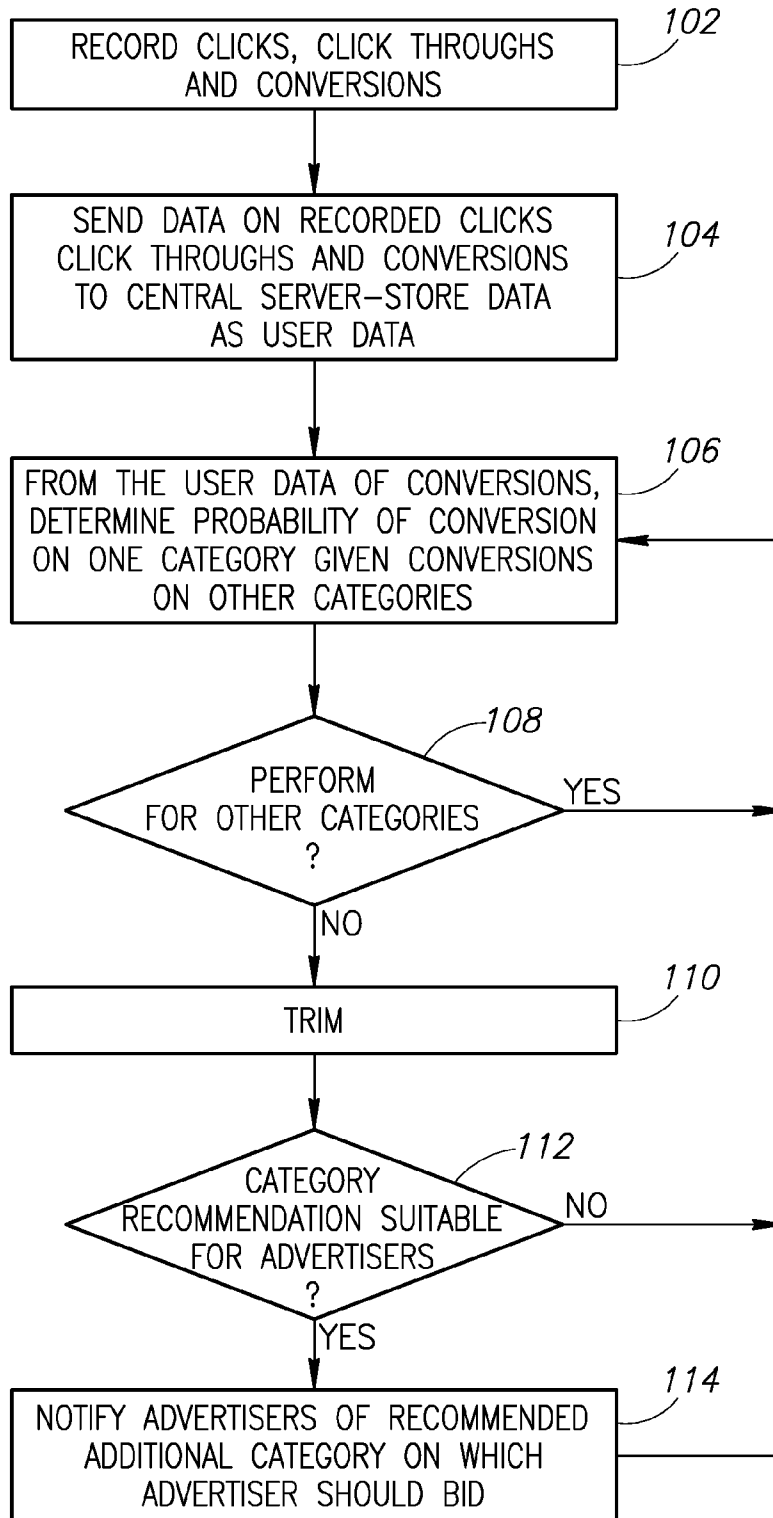 RECORD CLICKS, CLICK THROUGHS
AND CONVERSIONS
102
SEND DATA ON RECORDED CLICKS
CLICK THROUGHS AND CONVERSIONS
TO CENTRAL SERVER-STORE DATA
AS USER DATA
104
FROM THE USER DATA OF CONVERSIONS,
DETERMINE PROBABILITY OF CONVERSION
ON ONE CATEGORY GIVEN CONVERSIONS
ON OTHER CATEGORIES
106
PERFORM
FOR OTHER CATEGORIES
?
108
YES
NO
TRIM
110
CATEGORY
RECOMMENDATION SUITABLE
FOR ADVERTISERS
?
112
NO
YES
NOTIFY ADVERTISERS OF RECOMMENDED
ADDITIONAL CATEGORY ON WHICH
ADVERTISER SHOULD BID
114